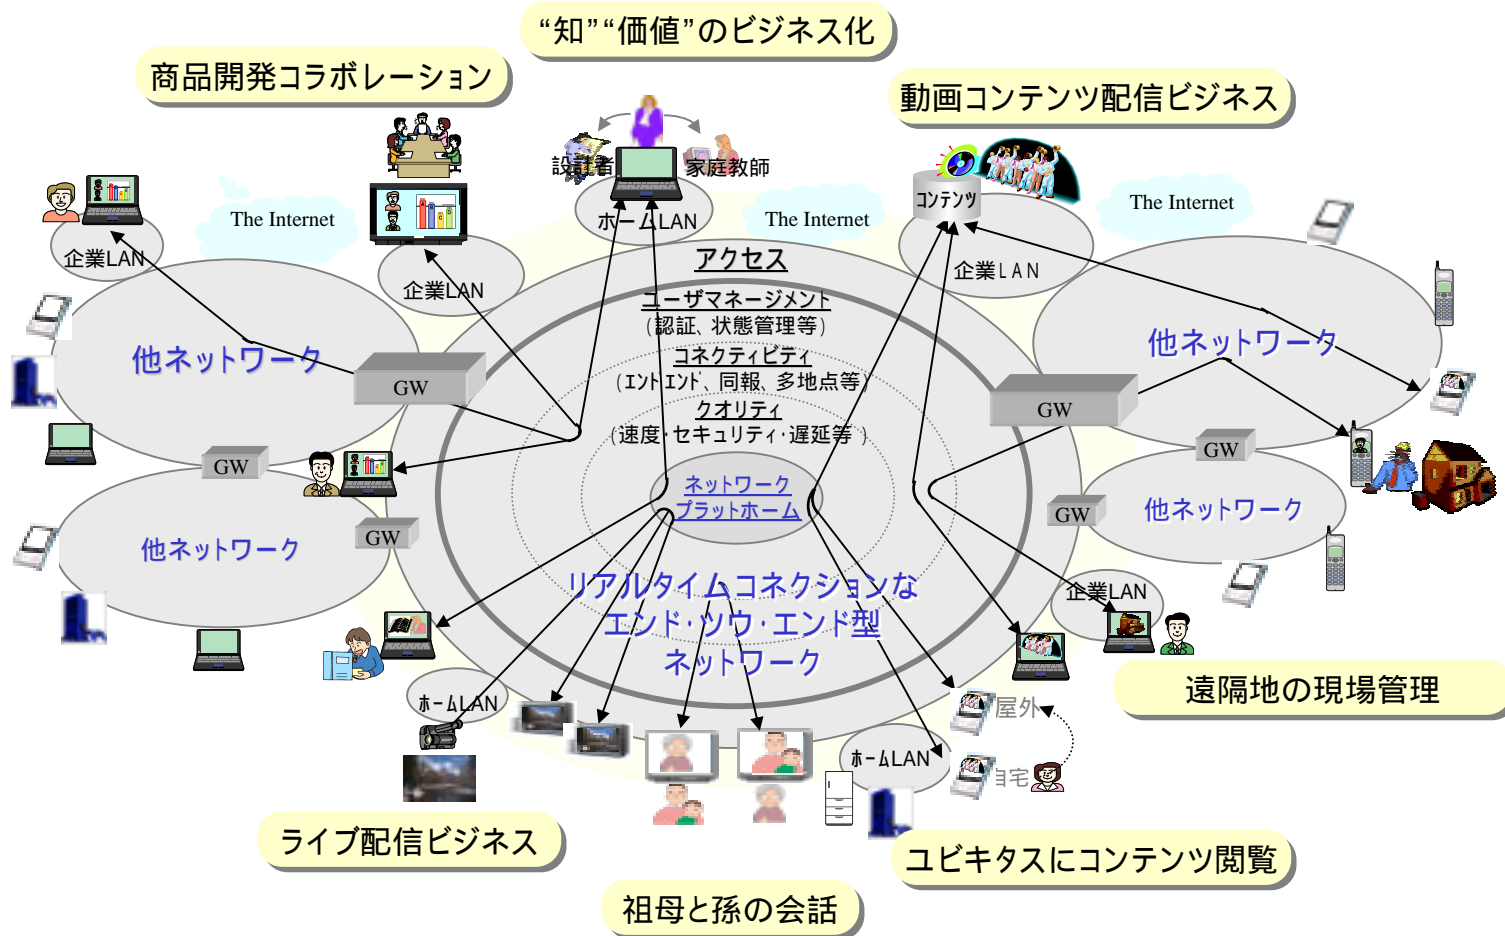 “知”“価値”のビジネス化
商品開発コラボレーション
動画コンテンツ配信ビジネス
設計者
家庭教師
コンテンツ
The Internet
The Internet
The Internet
ホームLAN
企業LAN
企業LAN
企業LAN
アクセス
ユーザマネージメント
(認証、状態管理等)
コネクティビティ
(エンドエンド、同報、多地点等)
クオリティ
(速度・セキュリティ・遅延等 )
他ネットワーク
他ネットワーク
GW
GW
GW
GW
GW
GW
ネットワーク
プラットホーム
他ネットワーク
他ネットワーク
リアルタイムコネクションな
エンド・ツウ・エンド型
ネットワーク
企業LAN
ホームLAN
遠隔地の現場管理
屋外
ホームLAN
自宅
ライブ配信ビジネス
ユビキタスにコンテンツ閲覧
祖母と孫の会話